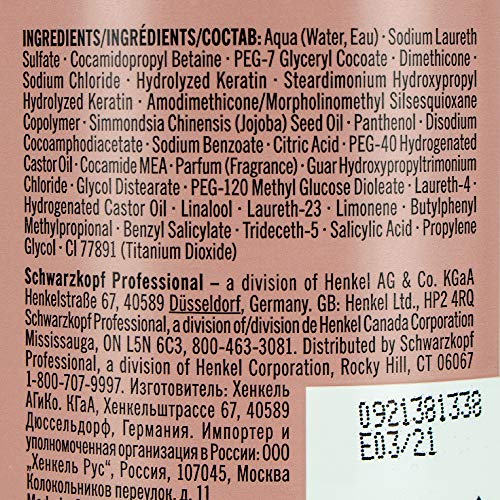 INGREDIENTS/INGRÉDIENTS/СОСТАВ: Aqua (Water, Eau) · Sodium Laureth
Sulfate · Cocamidopropyl Betaine · PEG-7 Glyceryl Cocoate · Dimethicone ·
Sodium Chloride · Hydrolyzed Keratin · Steardimonium Hydroxypropyl
Hydrolyzed Keratin · Amodimethicone/Morpholinomethyl Silsesquioxane
Copolymer · Simmondsia Chinensis (Jojoba) Seed Oil · Panthenol · Disodium
Cocoamphodiacetate · Sodium Benzoate · Citric Acid · PEG-40 Hydrogenated
Castor Oil · Cocamide MEA · Parfum (Fragrance) · Guar Hydroxypropyltrimonium
Chloride · Glycol Distearate · PEG-120 Methyl Glucose Dioleate · Laureth-4 ·
Hydrogenated Castor Oil · Linalool · Laureth-23 · Limonene · Butylphenyl
Methylpropional · Benzyl Salicylate · Trideceth-5 · Salicylic Acid · Propylene
Glycol · CI 77891 (Titanium Dioxide)
Schwarzkopf Professional – a division of Henkel AG & Co. KGaA
Henkelstraße 67, 40589 Düsseldorf, Germany. GB: Henkel Ltd., HP2 4RQ
Schwarzkopf Professional, a division of/division de Henkel Canada Corporation
Mississauga, ON L5N 6C3, 800-463-3081. Distributed by Schwarzkopf
Professional, a division of Henkel Corporation, Rocky Hill, CT 06067
1-800-707-9997. Изготовитель: Хенкель
АГиКо. КГаА, Хенкельштрассе 67, 40589
Дюссельдорф, Германия. Импортер и
уполномоченная организация в России: ООО
„Хенкель Рус", Россия, 107045, Москва
Колокольников переулок, д. 11
0921381338
E03/21